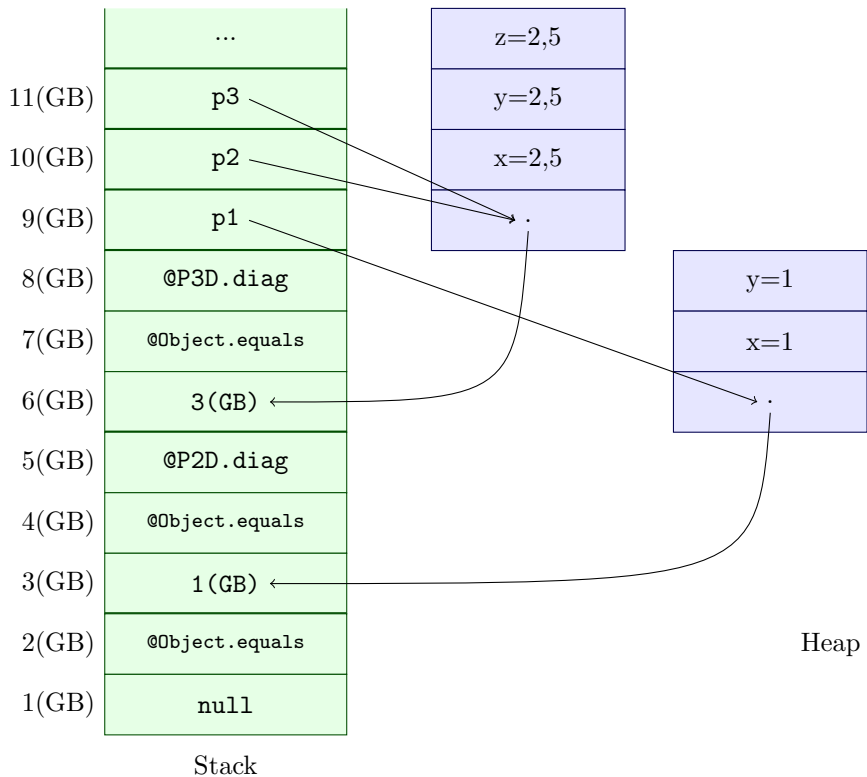 ... z=2,5
11(GB) p3 y=2,5
10(GB) p2 x=2,5
9(GB) p1 .
8(GB) @P3D.diag y=1
7(GB) @Object.equals x=1
6(GB) 3(GB) .
5(GB) @P2D.diag
4(GB) @Object.equals
3(GB) 1(GB)
2(GB) @Object.equals Heap
1(GB) null
Stack